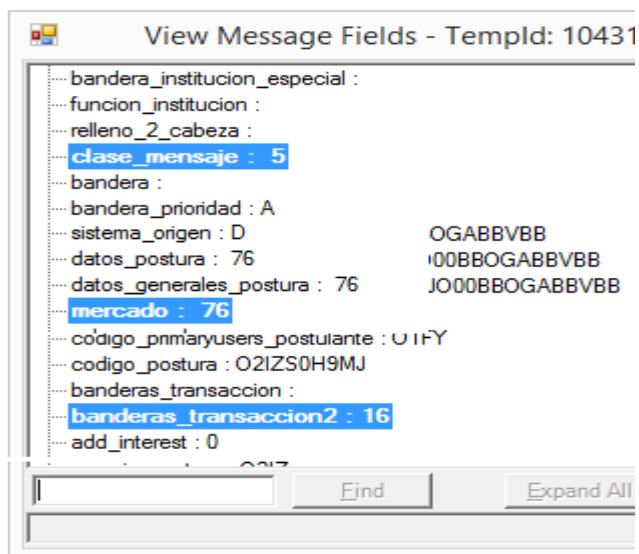 View Message Fields - TempId: 10431
bandera_institucion_especial :
funcion_institucion :
relleno_2_cabeza :
clase_mensaje : 5
bandera :
bandera_prioridad : A
sistema_origen : D OGABBVBB
datos_postura : 76 00BBOGABBVBB
datos_generales_postura : 76 JO00BBOGABBVBB
mercado : 76
codigo_primaryusers_postulante :
codigo_postura : O2IZS0H9MJ
banderas_transaccion :
banderas_transaccion2 : 16
add_interest : 0
Find Expand All